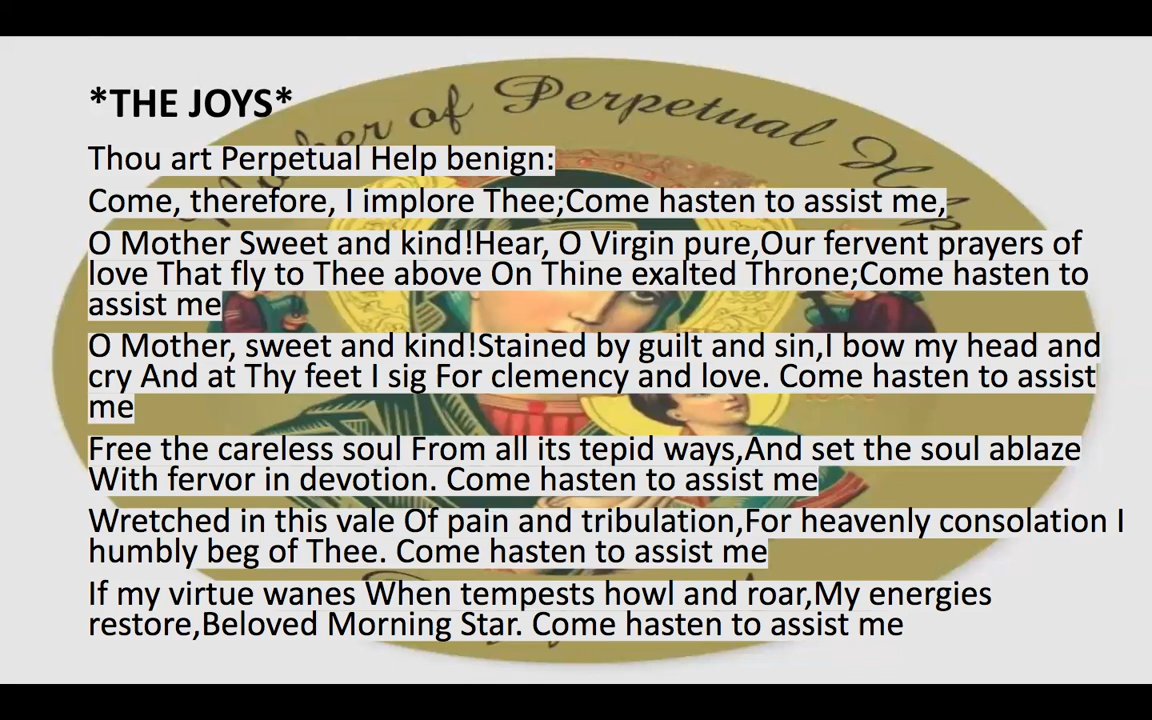 Mother of Perpetual Help
*THE JOYS*
Thou art Perpetual Help benign:
Come, therefore, I implore Thee;Come hasten to assist me,
O Mother Sweet and kind!Hear, O Virgin pure,Our fervent prayers of
love That fly to Thee above On Thine exalted Throne;Come hasten to
assist me
O Mother, sweet and kind!Stained by guilt and sin,I bow my head and
cry And at Thy feet I sig For clemency and love. Come hasten to assist
me
Free the careless soul From all its tepid ways,And set the soul ablaze
With fervor in devotion. Come hasten to assist me
Wretched in this vale Of pain and tribulation,For heavenly consolation I
humbly beg of Thee. Come hasten to assist me
If my virtue wanes When tempests howl and roar,My energies
restore,Beloved Morning Star. Come hasten to assist me